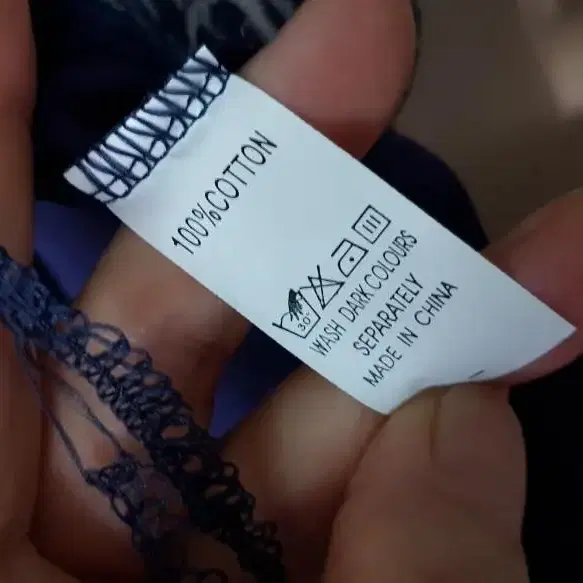 100%COTTON
30°
WASH DARK COLOURS
SEPARATELY
MADE IN CHINA